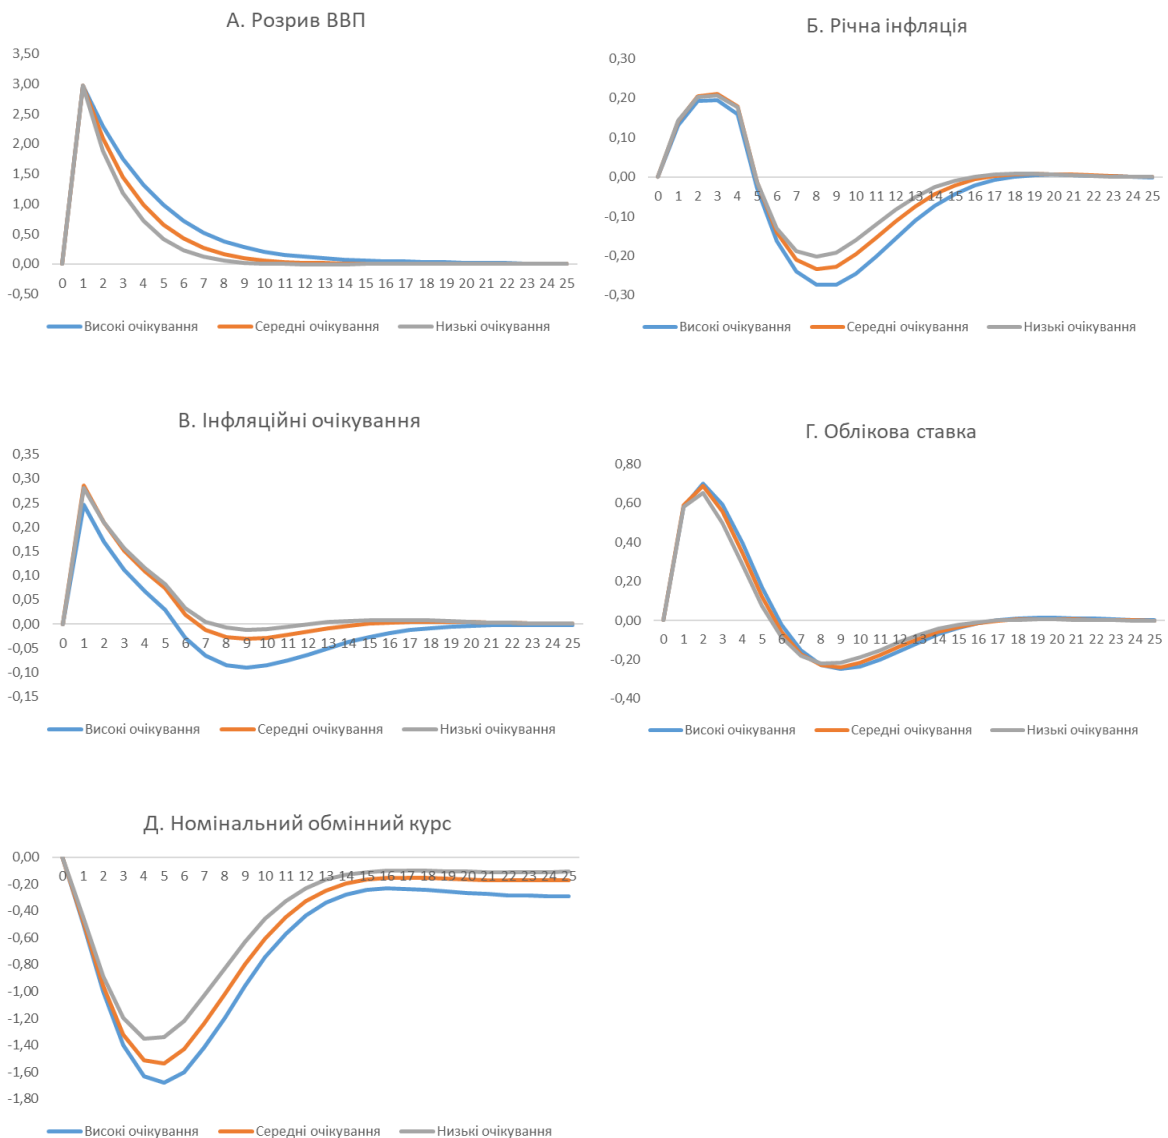 А. Розрив ВВП
3,50
3,00
2,50
2,00
1,50
1,00
0,50
0,00
-0,50
0 1 2 3 4 5 6 7 8 9 10 11 12 13 14 15 16 17 18 19 20 21 22 23 24 25
Високі очікування Середні очікування Низькі очікування
Б. Річна інфляція
0,30
0,20
0,10
0,00
-0,10
-0,20
-0,30
0 1 2 3 4 5 6 7 8 9 10 11 12 13 14 15 16 17 18 19 20 21 22 23 24 25
Високі очікування Середні очікування Низькі очікування
В. Інфляційні очікування
0,35
0,30
0,25
0,20
0,15
0,10
0,05
0,00
-0,05
-0,10
-0,15
0 1 2 3 4 5 6 7 8 9 10 11 12 13 14 15 16 17 18 19 20 21 22 23 24 25
Високі очікування Середні очікування Низькі очікування
Г. Облікова ставка
0,80
0,60
0,40
0,20
0,00
-0,20
-0,40
0 1 2 3 4 5 6 7 8 9 10 11 12 13 14 15 16 17 18 19 20 21 22 23 24 25
Високі очікування Середні очікування Низькі очікування
Д. Номінальний обмінний курс
0,00
-0,20
-0,40
-0,60
-0,80
-1,00
-1,20
-1,40
-1,60
-1,80
0 1 2 3 4 5 6 7 8 9 10 11 12 13 14 15 16 17 18 19 20 21 22 23 24 25
Високі очікування Середні очікування Низькі очікування